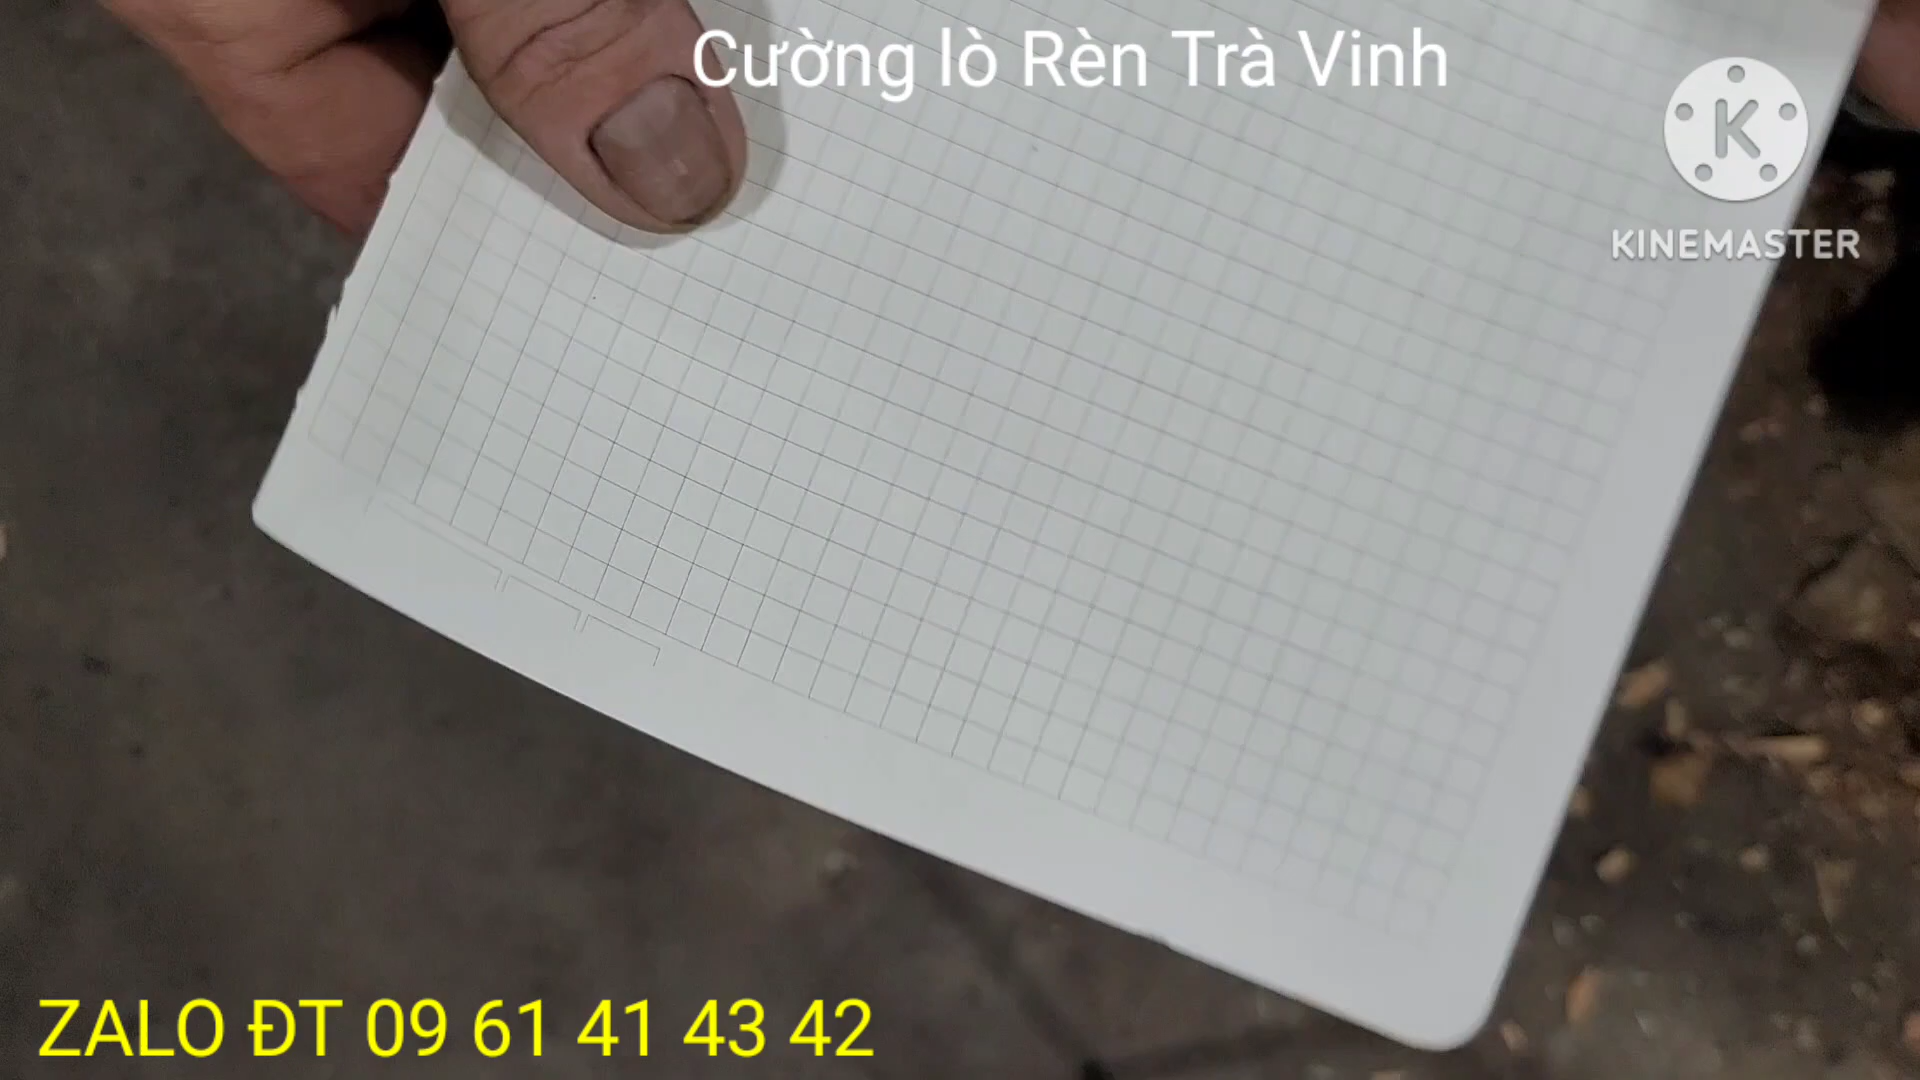 Cường lò Rèn Trà Vinh
K
KINEMASTER
ZALO ĐT 09 61 41 43 42